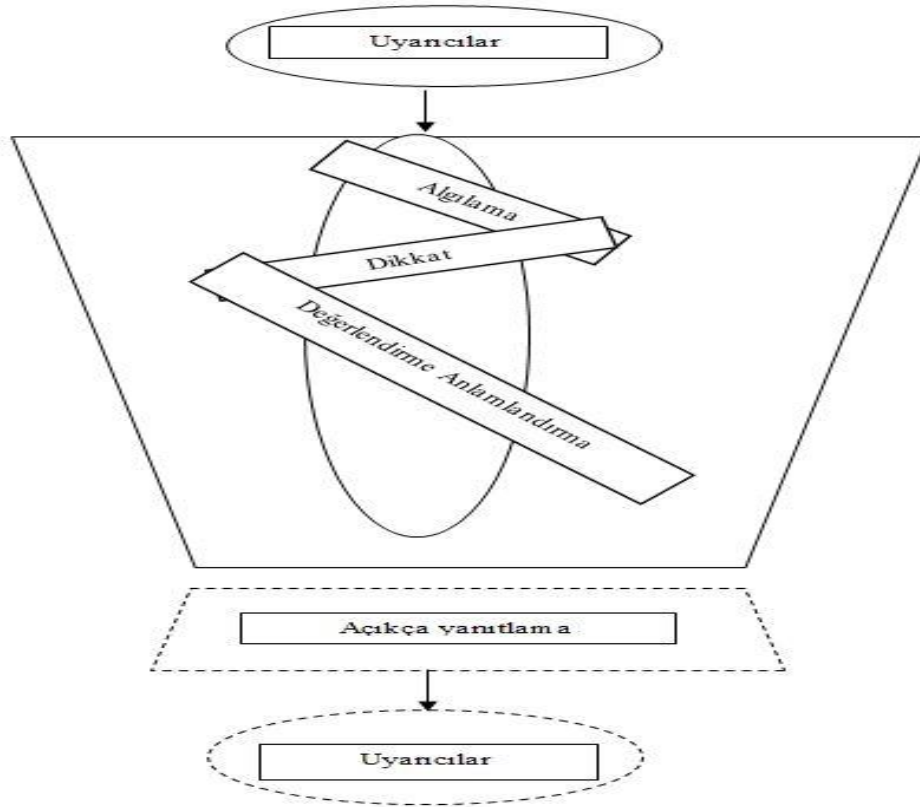 Uyarıcılar
Algılama
Dikkat
Değerlendirme Anlamlandırma
Açıkça yanıtlama
Uyarıcılar